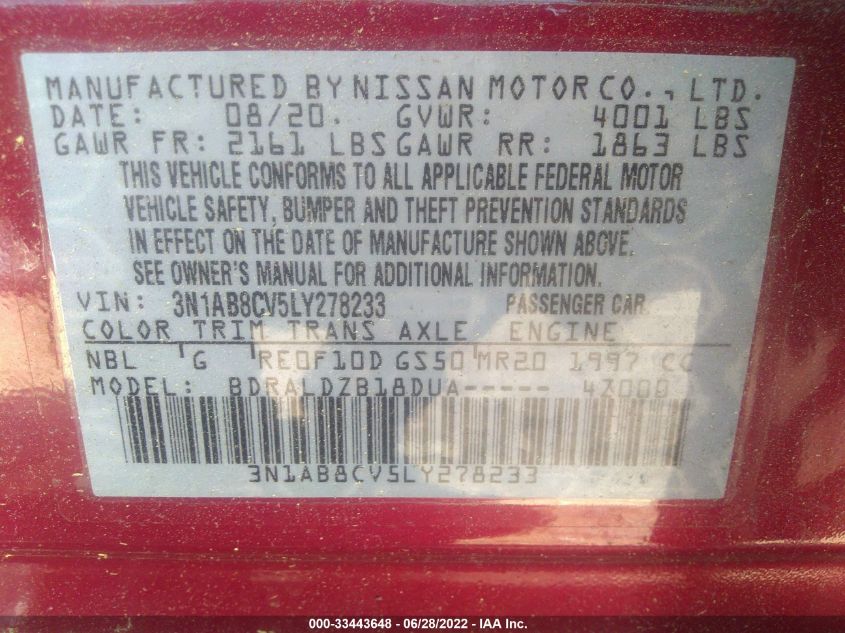 MANUFACTURED BY NISSAN MOTOR CO., LTD.
DATE: 08/20 GVWR: 4001 LBS
GAWR FR: 2161 LBS GAWR RR: 1863 LBS
THIS VEHICLE CONFORMS TO ALL APPLICABLE FEDERAL MOTOR
VEHICLE SAFETY, BUMPER AND THEFT PREVENTION STANDARDS
IN EFFECT ON THE DATE OF MANUFACTURE SHOWN ABOVE.
SEE OWNER'S MANUAL FOR ADDITIONAL INFORMATION.
VIN: 3N1AB8CV5LY278233 PASSENGER CAR
COLOR TRIM TRANS AXLE ENGINE
NBL G RE0F10D GS50 MR20 1997 CC
MODEL: BDRALDZB18DUA-----
3N1AB8CV5LY278233
000-33443648 - 06/28/2022 - IAA Inc.